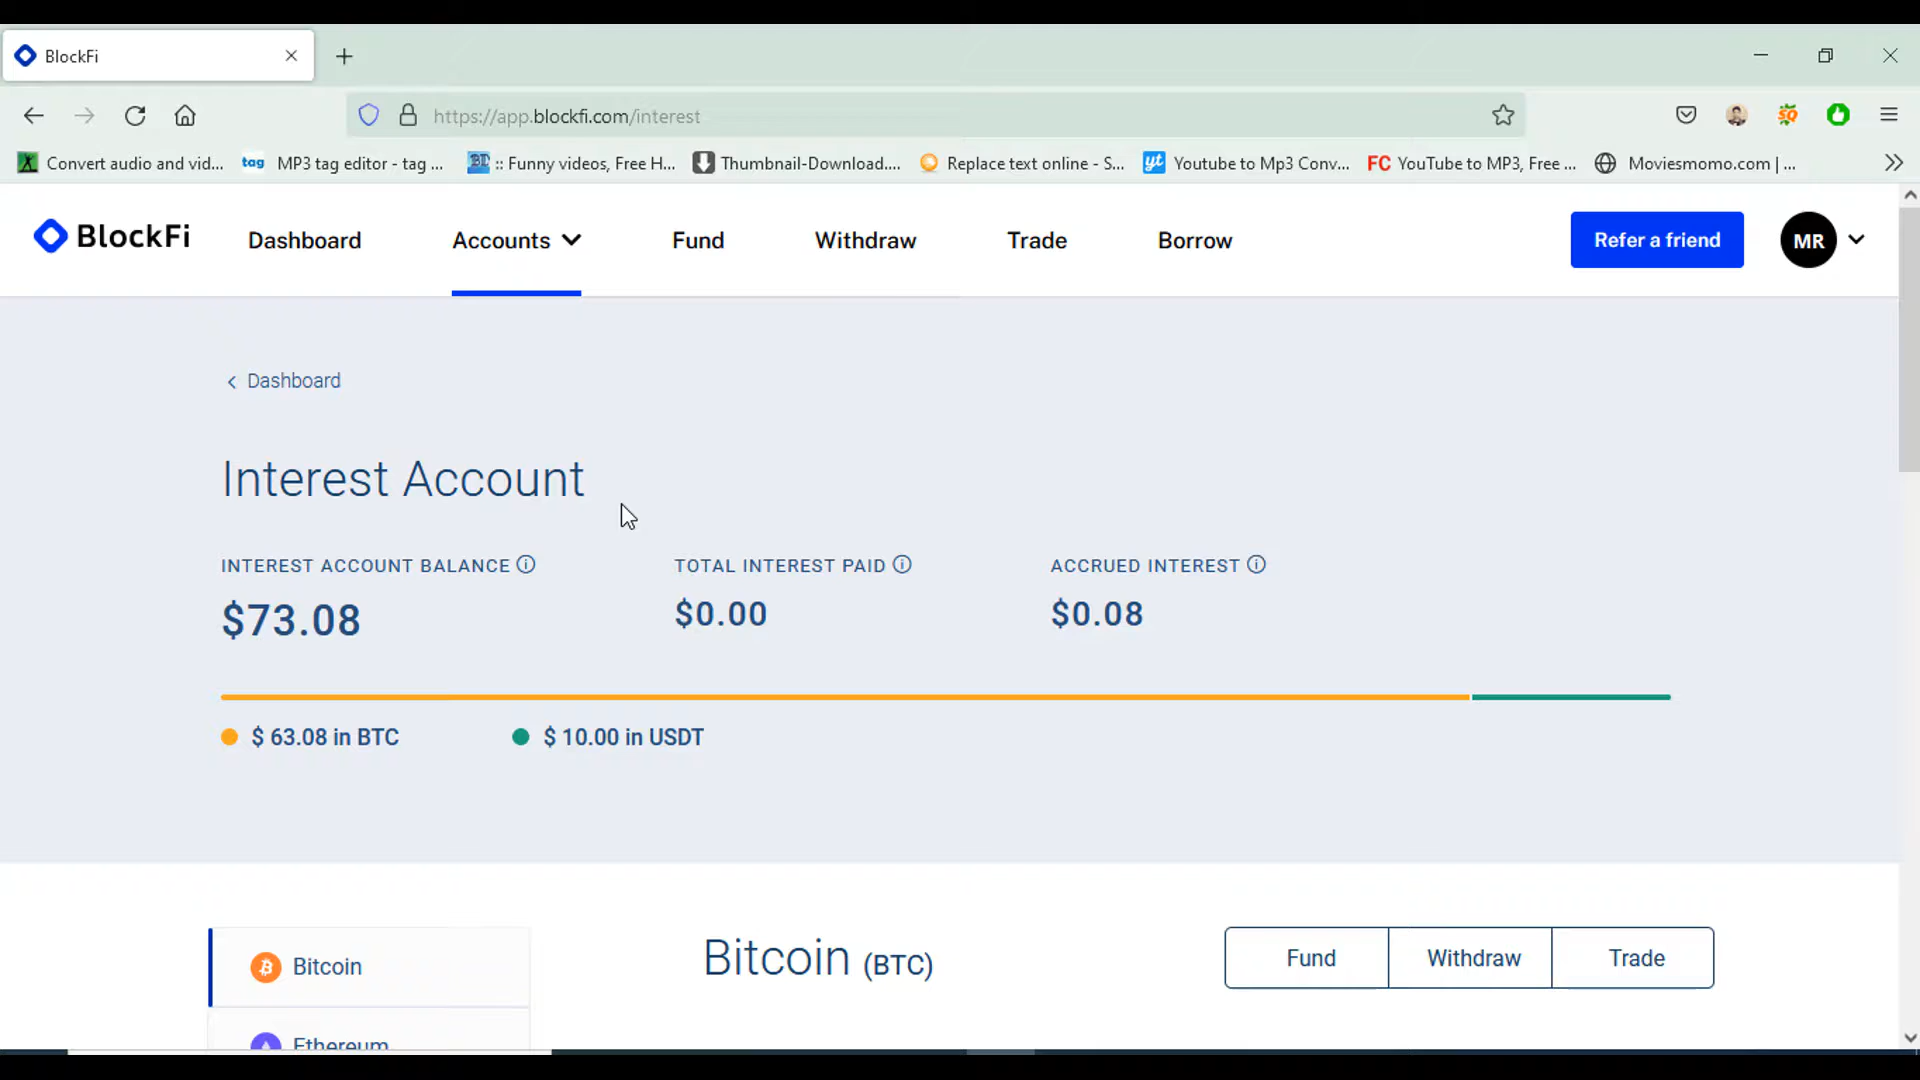 BlockFi
https://app.blockfi.com/interest
Convert audio and vid... tag MP3 tag editor - tag ... BD :: Funny videos, Free H... Thumbnail-Download.... Replace text online - S... yt Youtube to Mp3 Conv... FC YouTube to MP3, Free ... Moviesmomo.com | ...
BlockFi Dashboard Accounts Fund Withdraw Trade Borrow Refer a friend MR
Dashboard
Interest Account
INTEREST ACCOUNT BALANCE TOTAL INTEREST PAID ACCRUED INTEREST
$73.08 $0.00 $0.08
$ 63.08 in BTC $ 10.00 in USDT
Bitcoin Bitcoin (BTC) Fund Withdraw Trade
Ethereum